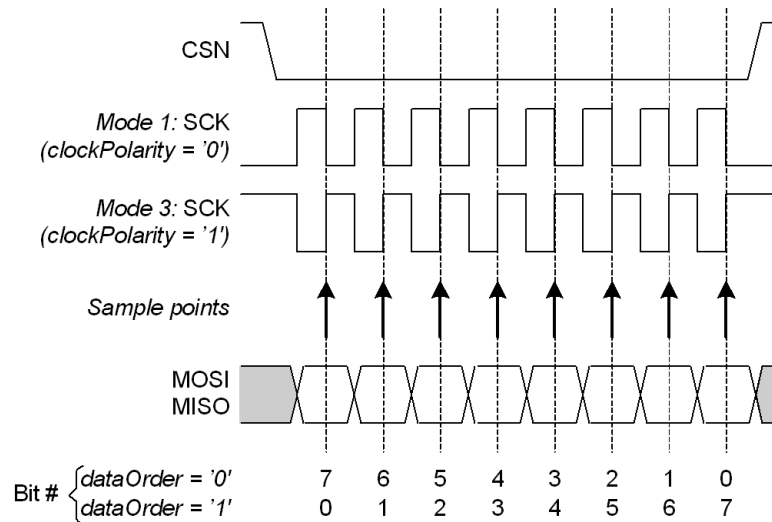 CSN
Mode 1: SCK
(clockPolarity = '0')
Mode 3: SCK
(clockPolarity = '1')
Sample points
MOSI
MISO
Bit # dataOrder = '0' 7 6 5 4 3 2 1 0
dataOrder = '1' 0 1 2 3 4 5 6 7